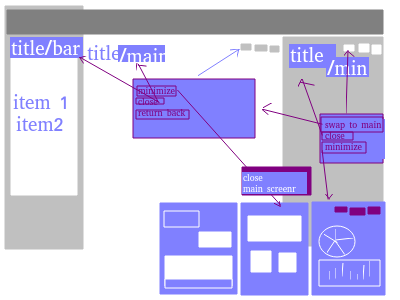 title/bar
title/main
title
/min
item 1
item2
minimize
close
return back
swap to main
close
minimize
close
main screenr